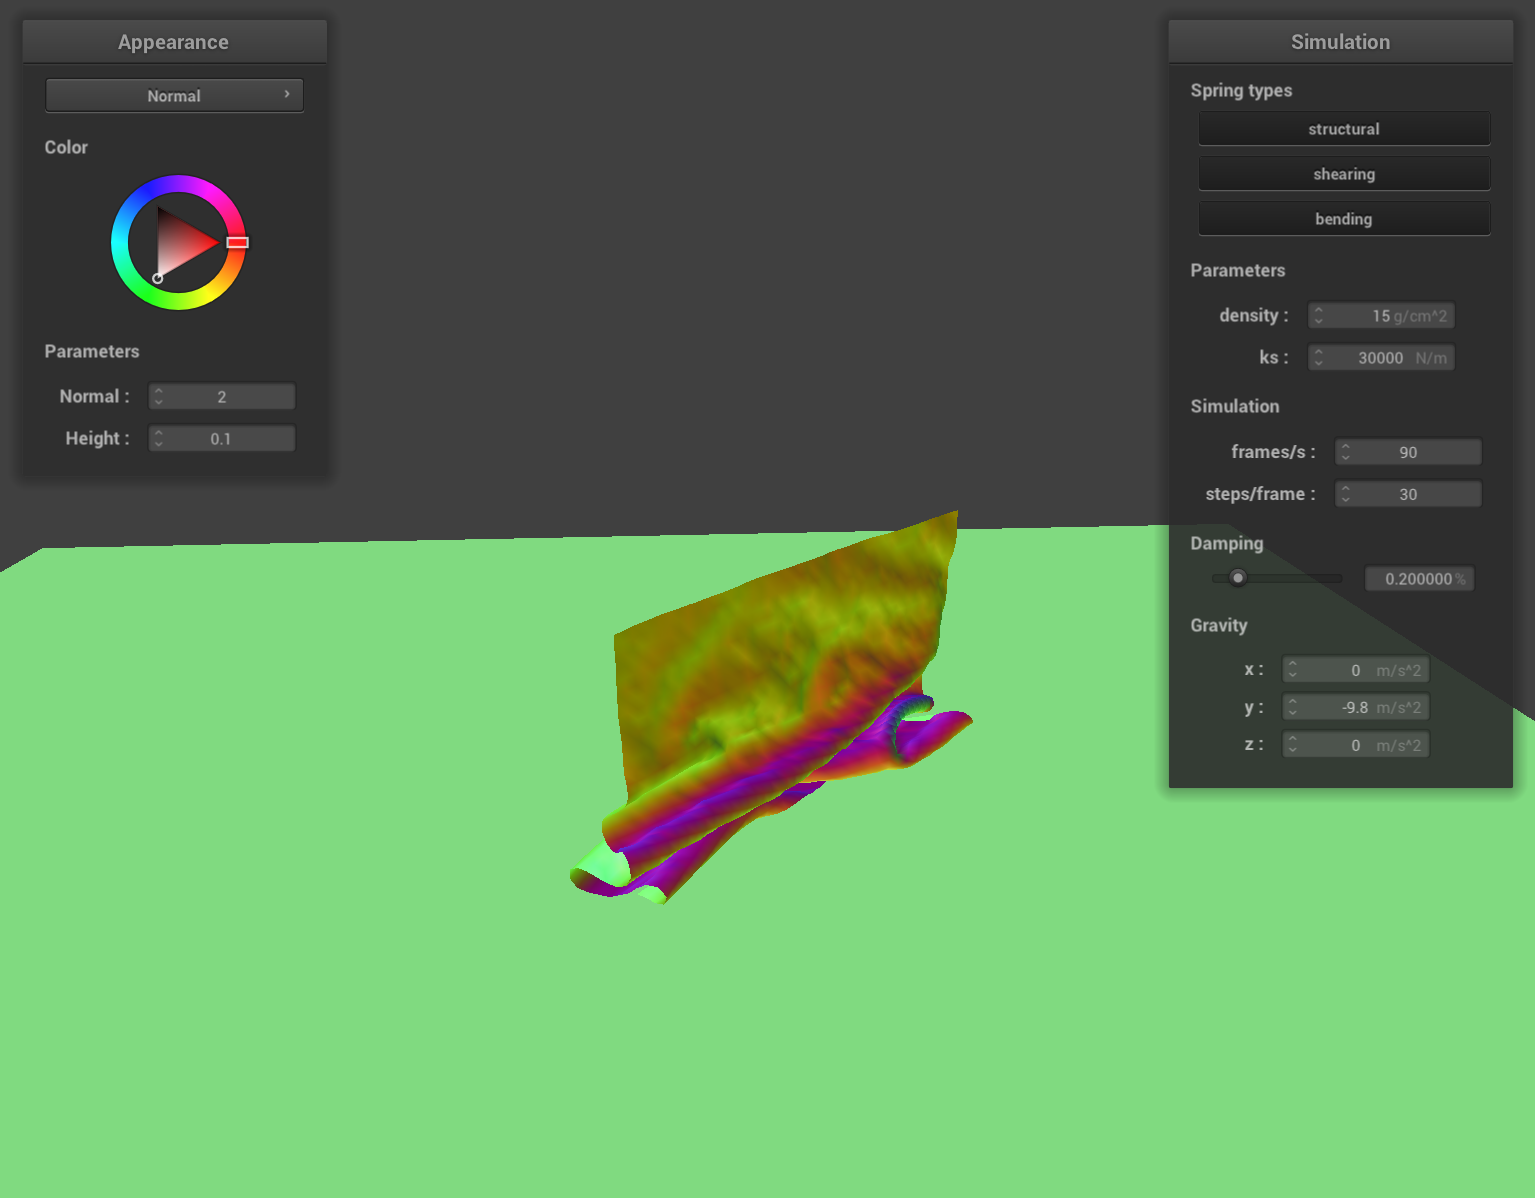 Appearance
Normal
Color
Parameters
Normal : 2
Height : 0.1
Simulation
Spring types
structural
shearing
bending
Parameters
density : 15 g/cm^2
ks : 30000 N/m
Simulation
frames/s : 90
steps/frame : 30
Damping
0.200000 %
Gravity
x : 0 m/s^2
y : -9.8 m/s^2
z : 0 m/s^2